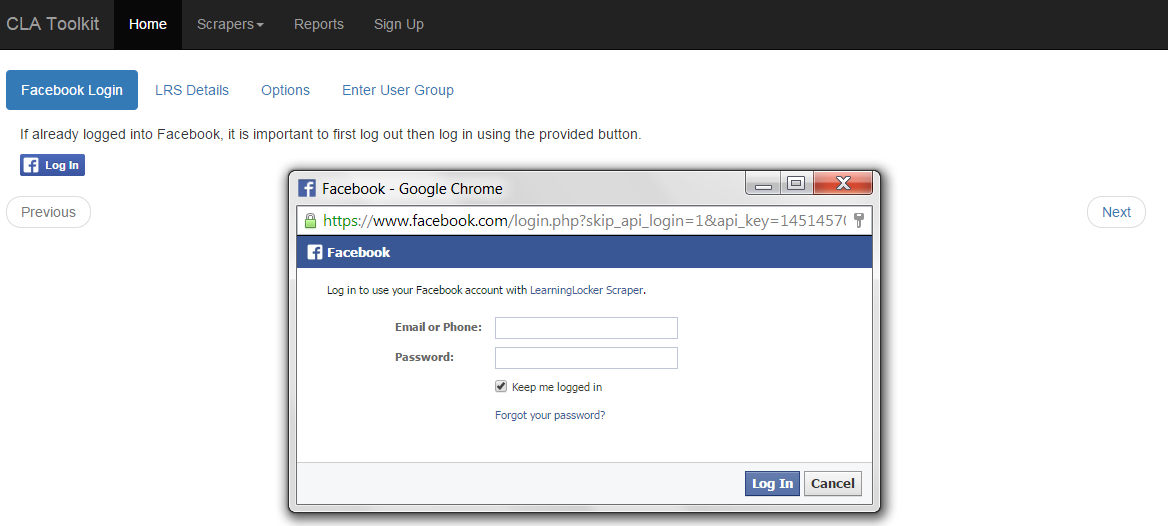 CLA Toolkit Home Scrapers Reports Sign Up
Facebook Login LRS Details Options Enter User Group
If already logged into Facebook, it is important to first log out then log in using the provided button.
Log In
Previous
Next
Facebook - Google Chrome
https://www.facebook.com/login.php?skip_api_login=1&api_key=14514570
Facebook
Log in to use your Facebook account with LearningLocker Scraper.
Email or Phone:
Password:
Keep me logged in
Forgot your password?
Log In Cancel